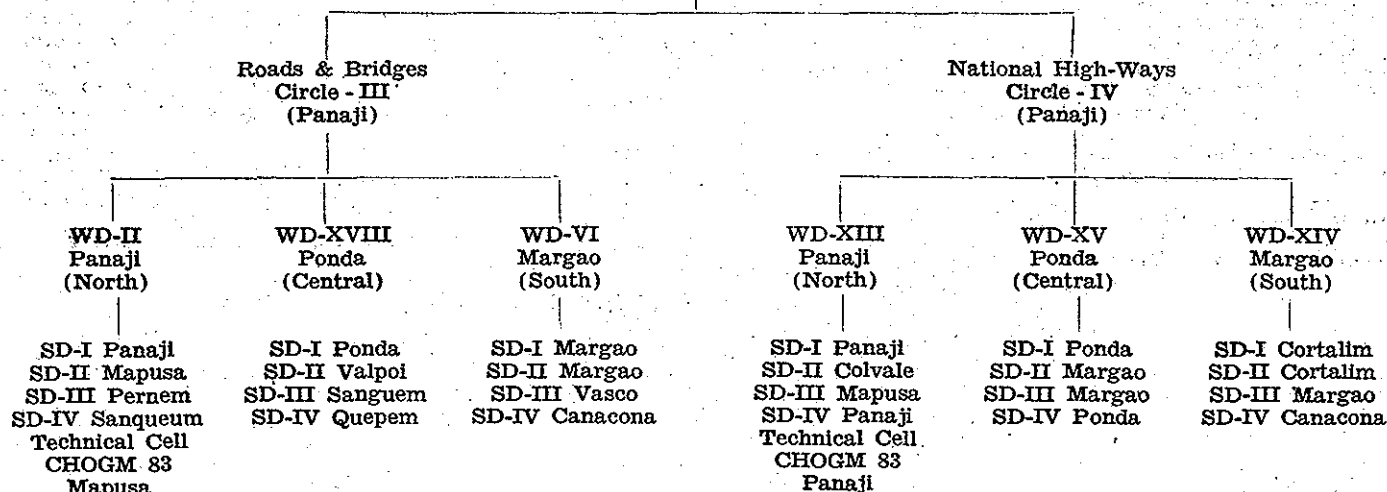 Roads & Bridges
Circle - III
(Panaji)
National High-Ways
Circle - IV
(Panaji)
WD-II
Panaji
(North)
WD-XVIII
Ponda
(Central)
WD-VI
Margao
(South)
WD-XIII
Panaji
(North)
WD-XV
Ponda
(Central)
WD-XIV
Margao
(South)
SD-I Panaji
SD-II Mapusa
SD-III Pernem
SD-IV Sanqueum
Technical Cell
CHOGM 83
Mapusa
SD-I Ponda
SD-II Valpoi
SD-III Sanguem
SD-IV Quepem
SD-I Margao
SD-II Margao
SD-III Vasco
SD-IV Canacona
SD-I Panaji
SD-II Colvale
SD-III Mapusa
SD-IV Panaji
Technical Cell
CHOGM 83
Panaji
SD-I Ponda
SD-II Margao
SD-III Margao
SD-IV Ponda
SD-I Cortalim
SD-II Cortalim
SD-III Margao
SD-IV Canacona